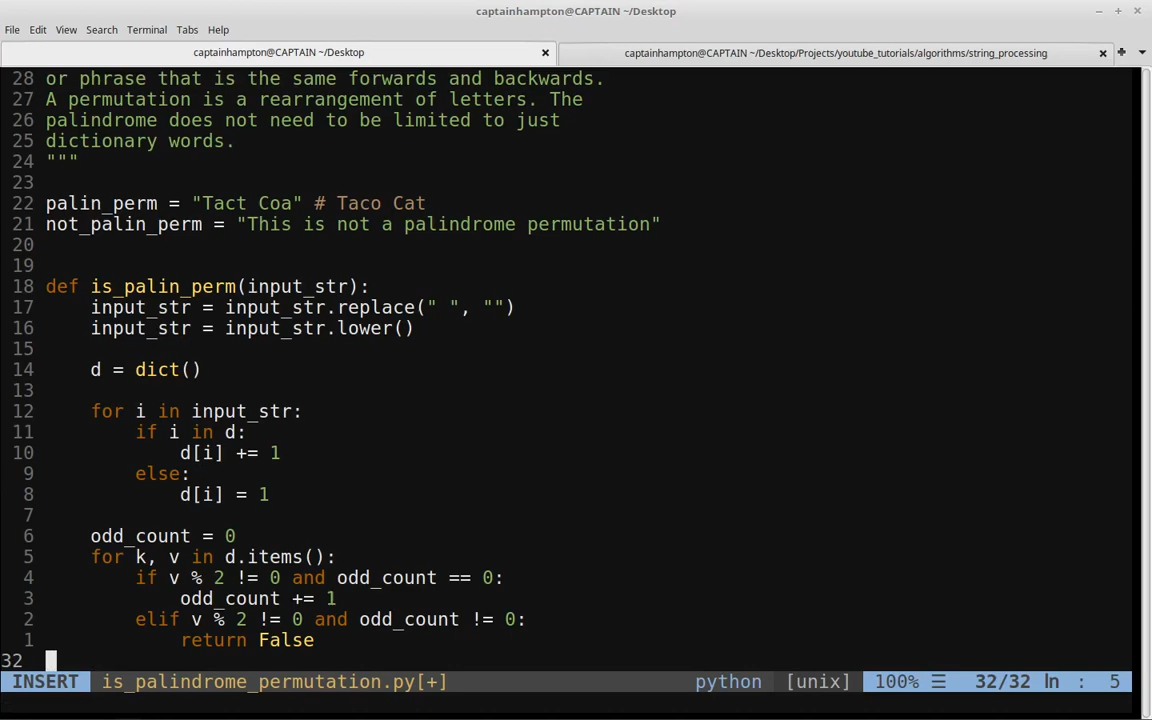 captainhampton@CAPTAIN ~/Desktop
File Edit View Search Terminal Tabs Help
captainhampton@CAPTAIN ~/Desktop
captainhampton@CAPTAIN ~/Desktop/Projects/youtube_tutorials/algorithms/string_processing
28 or phrase that is the same forwards and backwards.
27 A permutation is a rearrangement of letters. The
26 palindrome does not need to be limited to just
25 dictionary words.
24 """
23
22 palin_perm = "Tact Coa" # Taco Cat
21 not_palin_perm = "This is not a palindrome permutation"
20
19
18 def is_palin_perm(input_str):
17     input_str = input_str.replace(" ", "")
16     input_str = input_str.lower()
15
14     d = dict()
13
12     for i in input_str:
11         if i in d:
10             d[i] += 1
9         else:
8             d[i] = 1
7
6     odd_count = 0
5     for k, v in d.items():
4         if v % 2 != 0 and odd_count == 0:
3             odd_count += 1
2         elif v % 2 != 0 and odd_count != 0:
1             return False
32
INSERT is_palindrome_permutation.py[+] python [unix] 100% ☰ 32/32 ln : 5